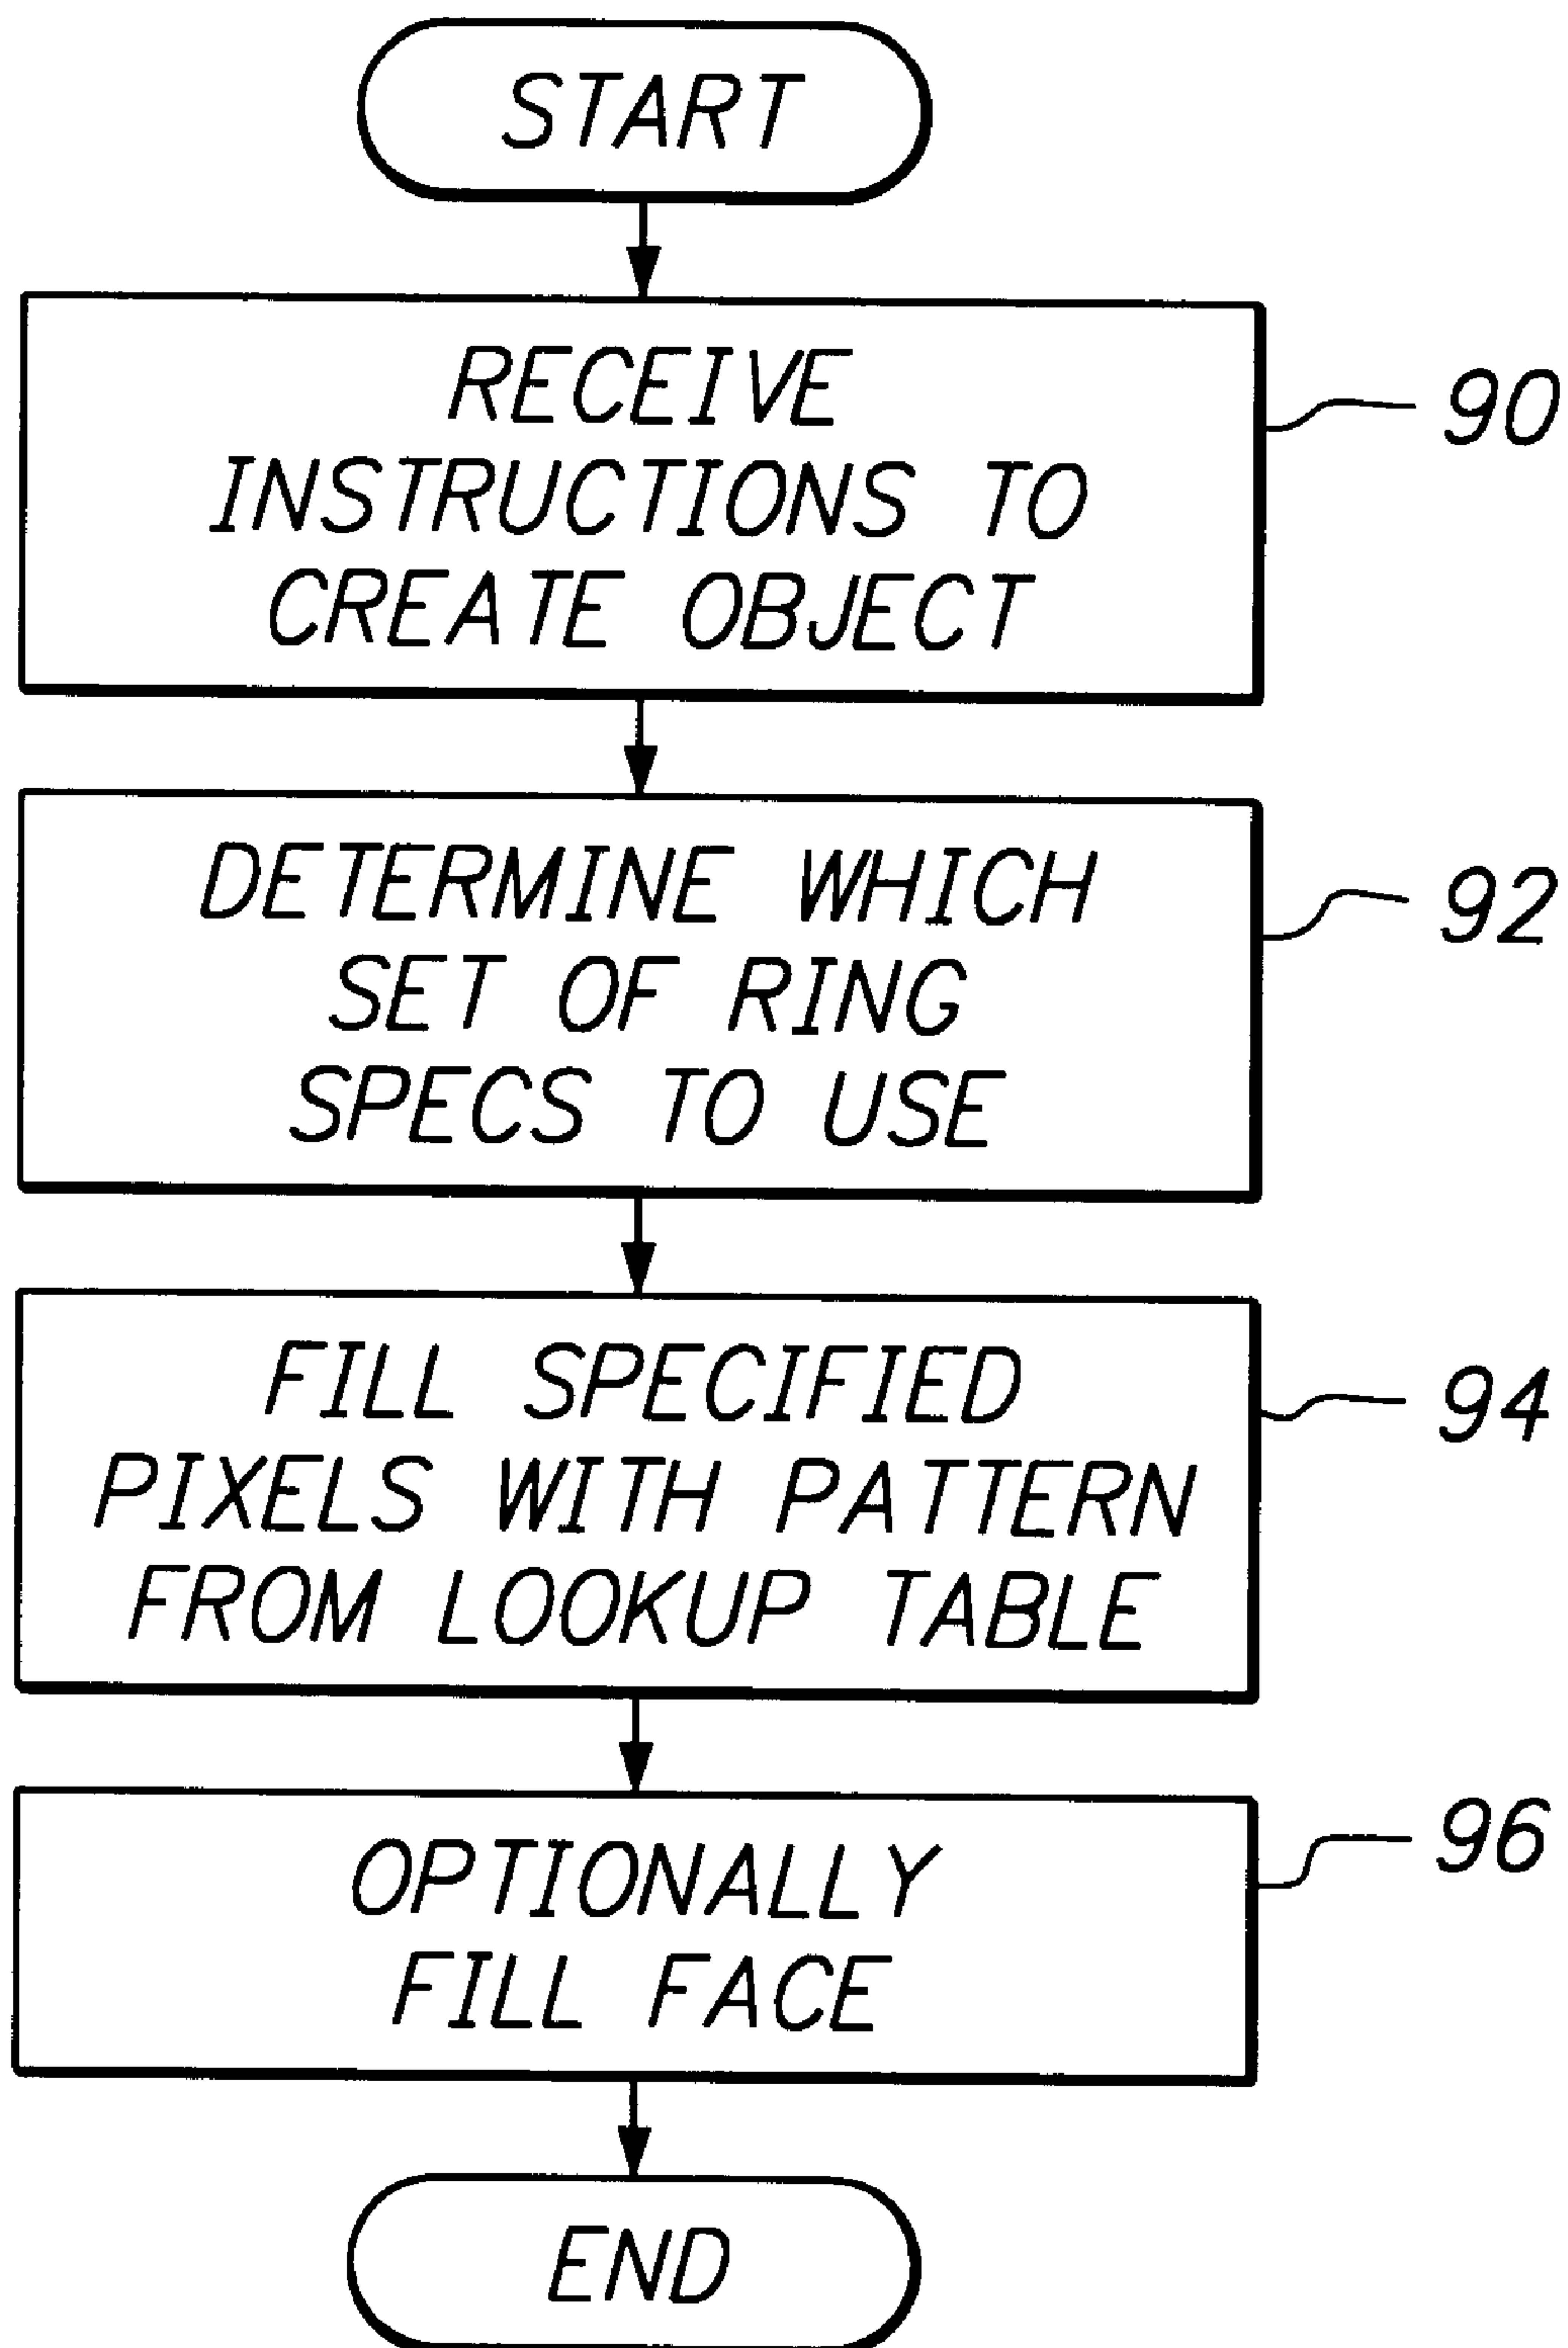 START
RECEIVE
INSTRUCTIONS TO
CREATE OBJECT
90
DETERMINE WHICH
SET OF RING
SPECS TO USE
92
FILL SPECIFIED
PIXELS WITH PATTERN
FROM LOOKUP TABLE
94
OPTIONALLY
FILL FACE
96
END